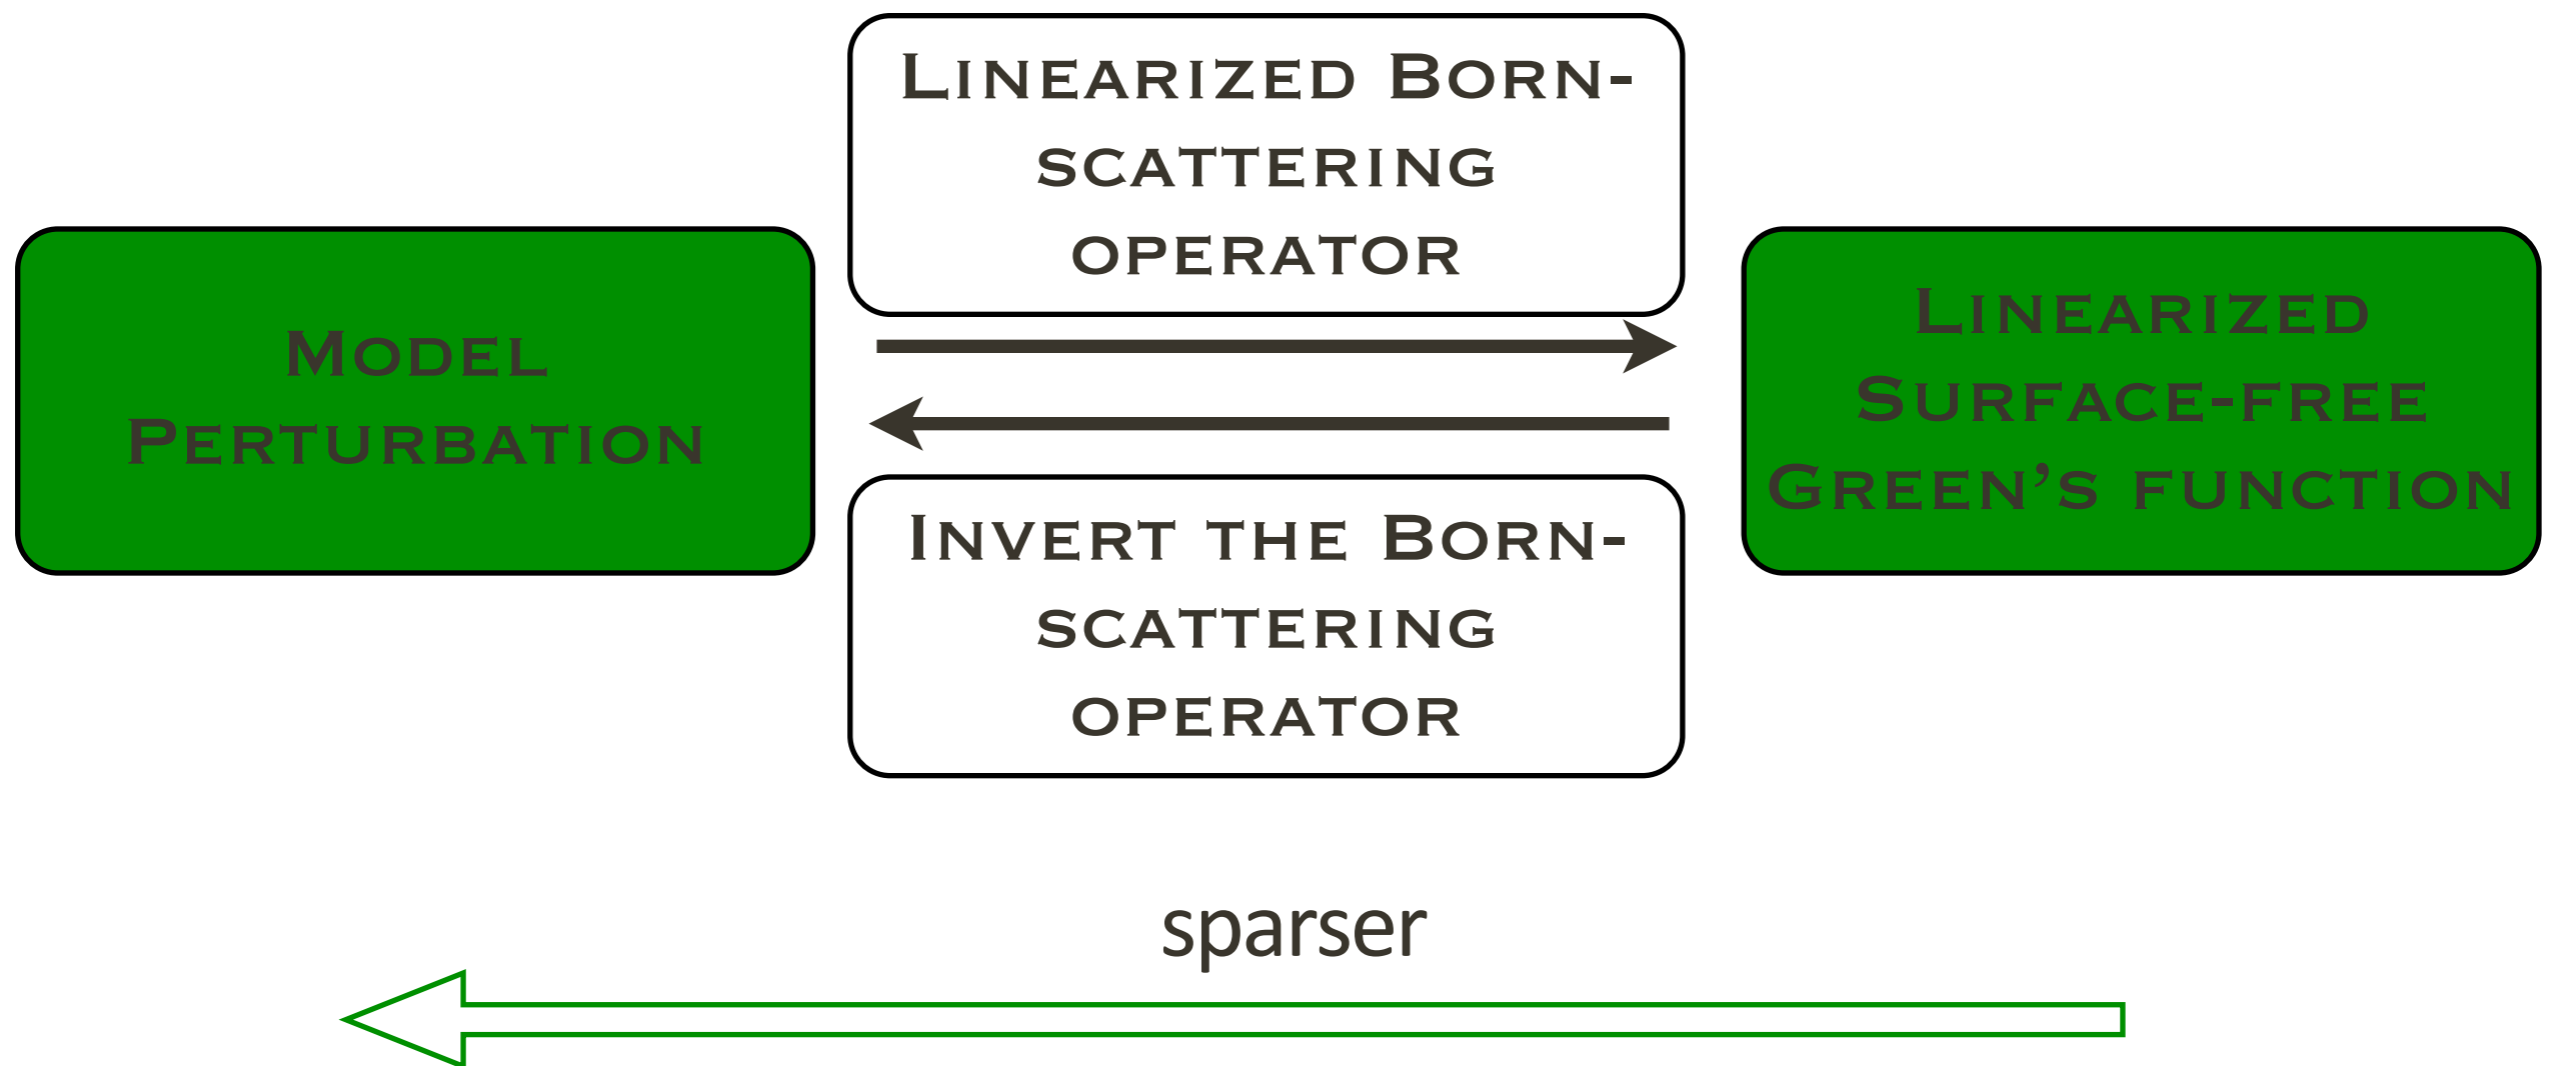 Linearized Born-
scattering
operator
Model
Perturbation
Linearized
Surface-free
Green’s function
Invert the Born-
scattering
operator
sparser